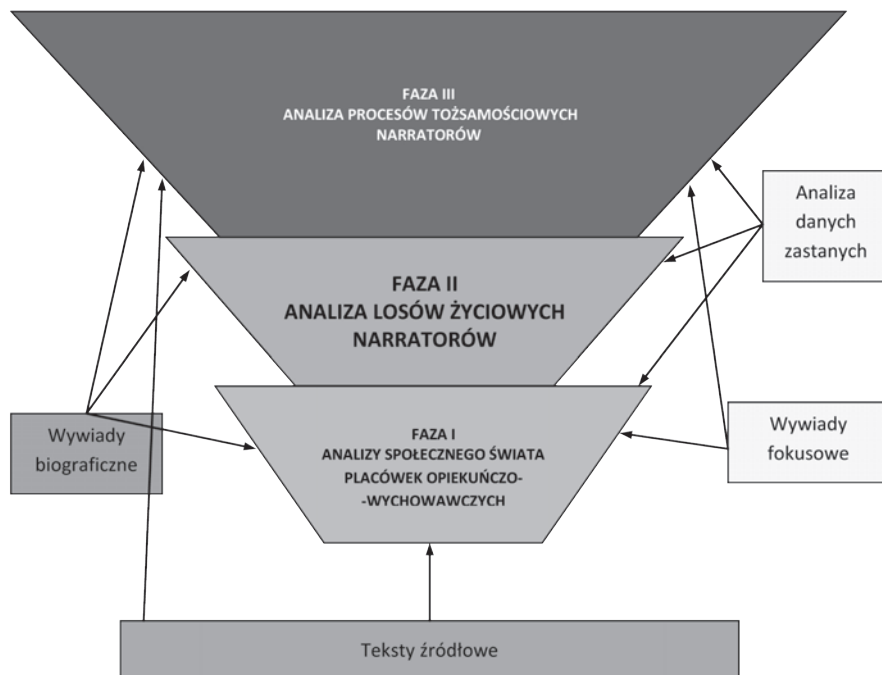 FAZA III
ANALIZA PROCESÓW TOŻSAMOŚCIOWYCH
NARRATORÓW
Analiza
danych
zastanych
FAZA II
ANALIZA LOSÓW ŻYCIOWYCH
NARRATORÓW
Wywiady
biograficzne
FAZA I
ANALIZY SPOŁECZNEGO ŚWIATA
PLACÓWEK OPIEKUŃCZO-
-WYCHOWAWCZYCH
Wywiady
fokusowe
Teksty źródłowe